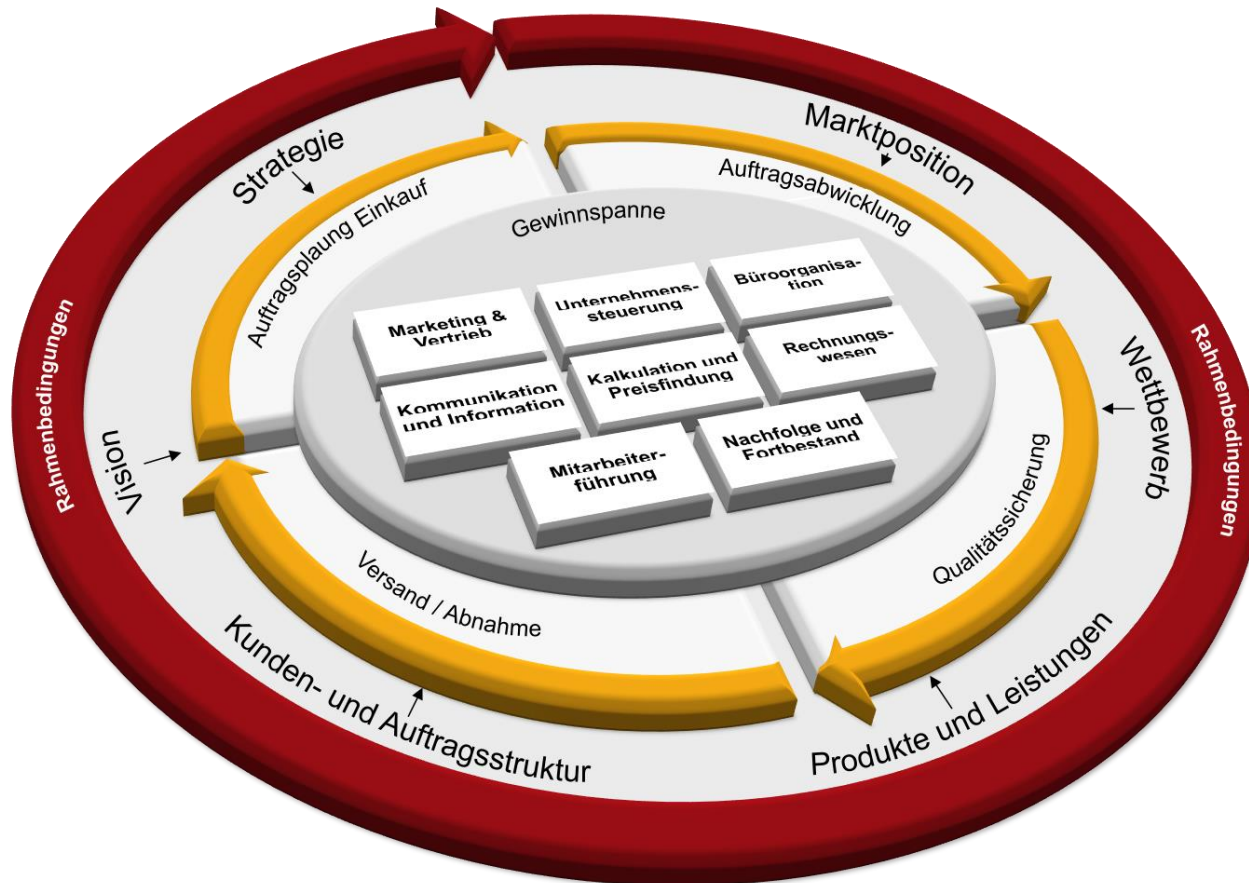 Rahmenbedingungen
Strategie
Marktposition
Wettbewerb
Produkte und Leistungen
Kunden- und Auftragsstruktur
Vision
Rahmenbedingungen
Auftragsplaung Einkauf
Auftragsabwicklung
Qualitätssicherung
Versand / Abnahme
Gewinnspanne
Marketing &
Vertrieb
Unternehmens-
steuerung
Büroorganisa-
tion
Kommunikation
und Information
Kalkulation und
Preisfindung
Rechnungs-
wesen
Mitarbeiter-
führung
Nachfolge und
Fortbestand